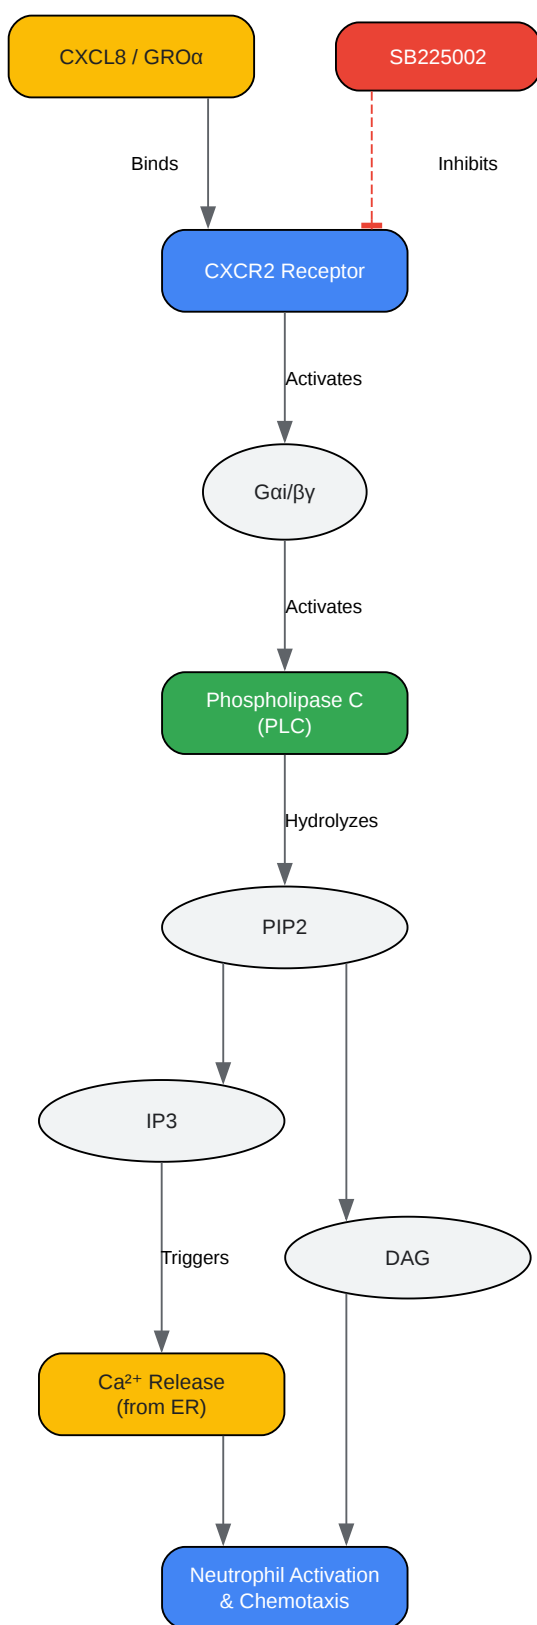 CXCL8 / GROα
SB225002
Binds
Inhibits
CXCR2 Receptor
Activates
Gαi/βγ
Activates
Phospholipase C
(PLC)
Hydrolyzes
PIP2
IP3
Triggers
DAG
Ca²⁺ Release
(from ER)
Neutrophil Activation
& Chemotaxis